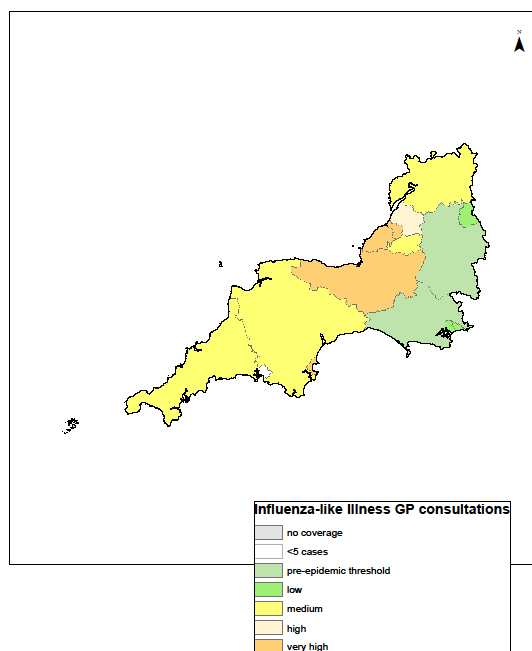 N
Influenza-like Illness GP consultations
no coverage
<5 cases
pre-epidemic threshold
low
medium
high
very high